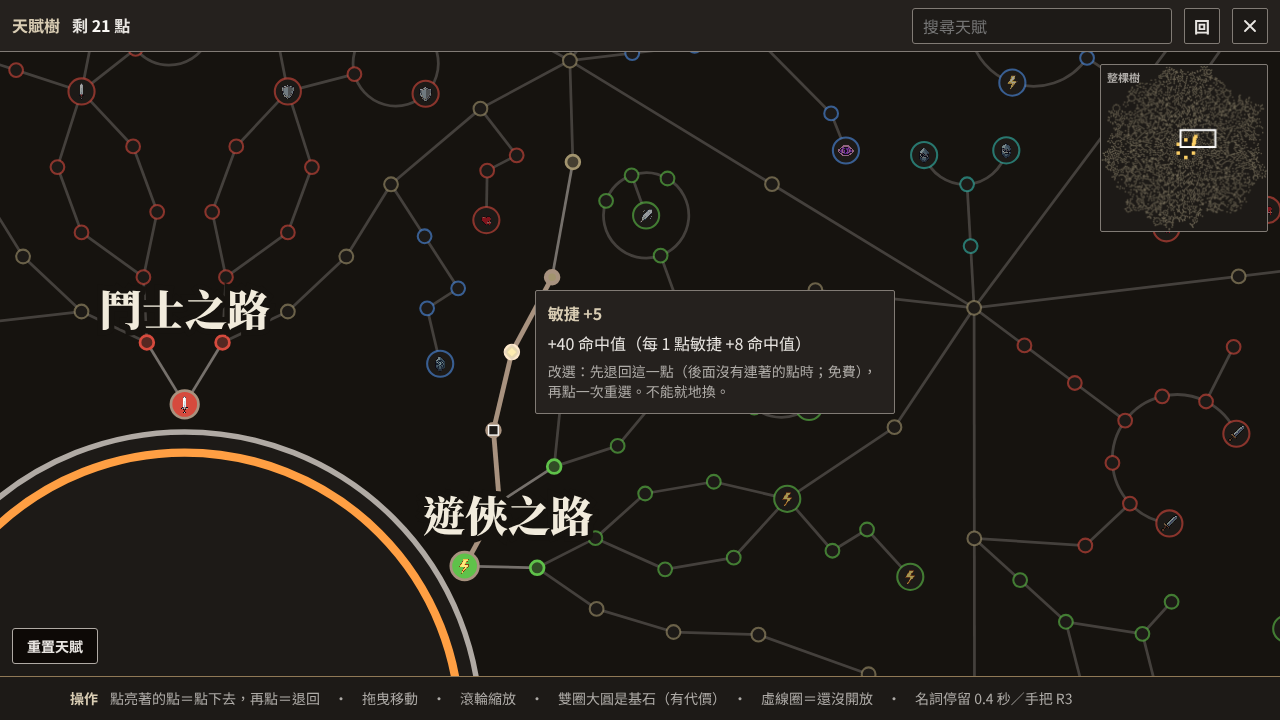 天賦樹 剩 21 點
搜尋天賦
回
整棵樹
鬥士之路
敏捷 +5
+40 命中值（每 1 點敏捷 +8 命中值）
改選：先退回這一點（後面沒有連著的點時；免費），
再點一次重選。不能就地換。
遊俠之路
重置天賦
操作 點亮著的點＝點下去，再點＝退回 • 拖曳移動 • 滾輪縮放 • 雙圈大圓是基石（有代價） • 虛線圈＝還沒開放 • 名詞停留 0.4 秒／手把 R3